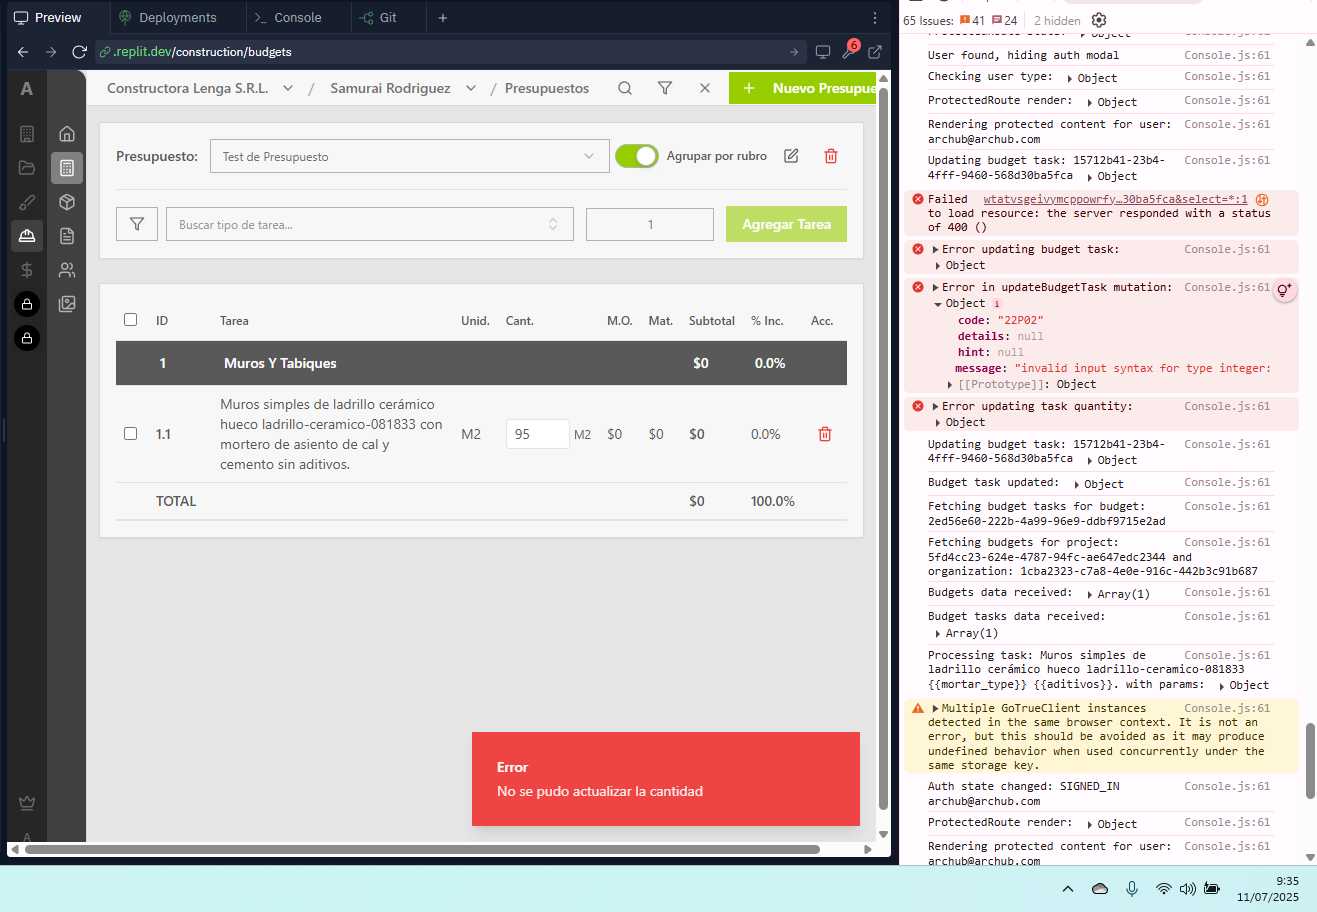 Preview
Deployments
Console
Git
.replit.dev/construction/budgets
6
A
Constructora Lenga S.R.L.
/
Samurai Rodriguez
/
Presupuestos
Nuevo Presupue
Presupuesto:
Test de Presupuesto
Agrupar por rubro
Buscar tipo de tarea...
1
Agregar Tarea
ID Tarea Unid. Cant. M.O. Mat. Subtotal % Inc. Acc.
1 Muros Y Tabiques $0 0.0%
Muros simples de ladrillo cerámico
hueco ladrillo-ceramico-081833 con
mortero de asiento de cal y
cemento sin aditivos.
1.1 M2 95 M2 $0 $0 $0 0.0%
TOTAL $0 100.0%
Error
No se pudo actualizar la cantidad
A
65 Issues: 41 24 2 hidden
Object
User found, hiding auth modal Console.js:61
Checking user type: Object Console.js:61
ProtectedRoute render: Object Console.js:61
Rendering protected content for user: Console.js:61
archub@archub.com
Updating budget task: 15712b41-23b4- Console.js:61
4fff-9460-568d30ba5fca Object
Failed wtatvsgeivymcppowrfy…30ba5fca&select=*:1
to load resource: the server responded with a status
of 400 ()
Error updating budget task: Console.js:61
Object
Error in updateBudgetTask mutation: Console.js:61
Object i
code: "22P02"
details: null
hint: null
message: "invalid input syntax for type integer:
[[Prototype]]: Object
Error updating task quantity: Console.js:61
Object
Updating budget task: 15712b41-23b4- Console.js:61
4fff-9460-568d30ba5fca Object
Budget task updated: Object Console.js:61
Fetching budget tasks for budget: Console.js:61
2ed56e60-222b-4a99-96e9-ddbf9715e2ad
Fetching budgets for project: Console.js:61
5fd4cc23-624e-4787-94fc-ae647edc2344 and
organization: 1cba2323-c7a8-4e0e-916c-442b3c91b687
Budgets data received: Array(1) Console.js:61
Budget tasks data received: Console.js:61
Array(1)
Processing task: Muros simples de Console.js:61
ladrillo cerámico hueco ladrillo-ceramico-081833
{{mortar_type}} {{aditivos}}. with params: Object
Multiple GoTrueClient instances Console.js:61
detected in the same browser context. It is not an
error, but this should be avoided as it may produce
undefined behavior when used concurrently under the
same storage key.
Auth state changed: SIGNED_IN Console.js:61
archub@archub.com
ProtectedRoute render: Object Console.js:61
Rendering protected content for user: Console.js:61
archub@archub.com
9:35
11/07/2025